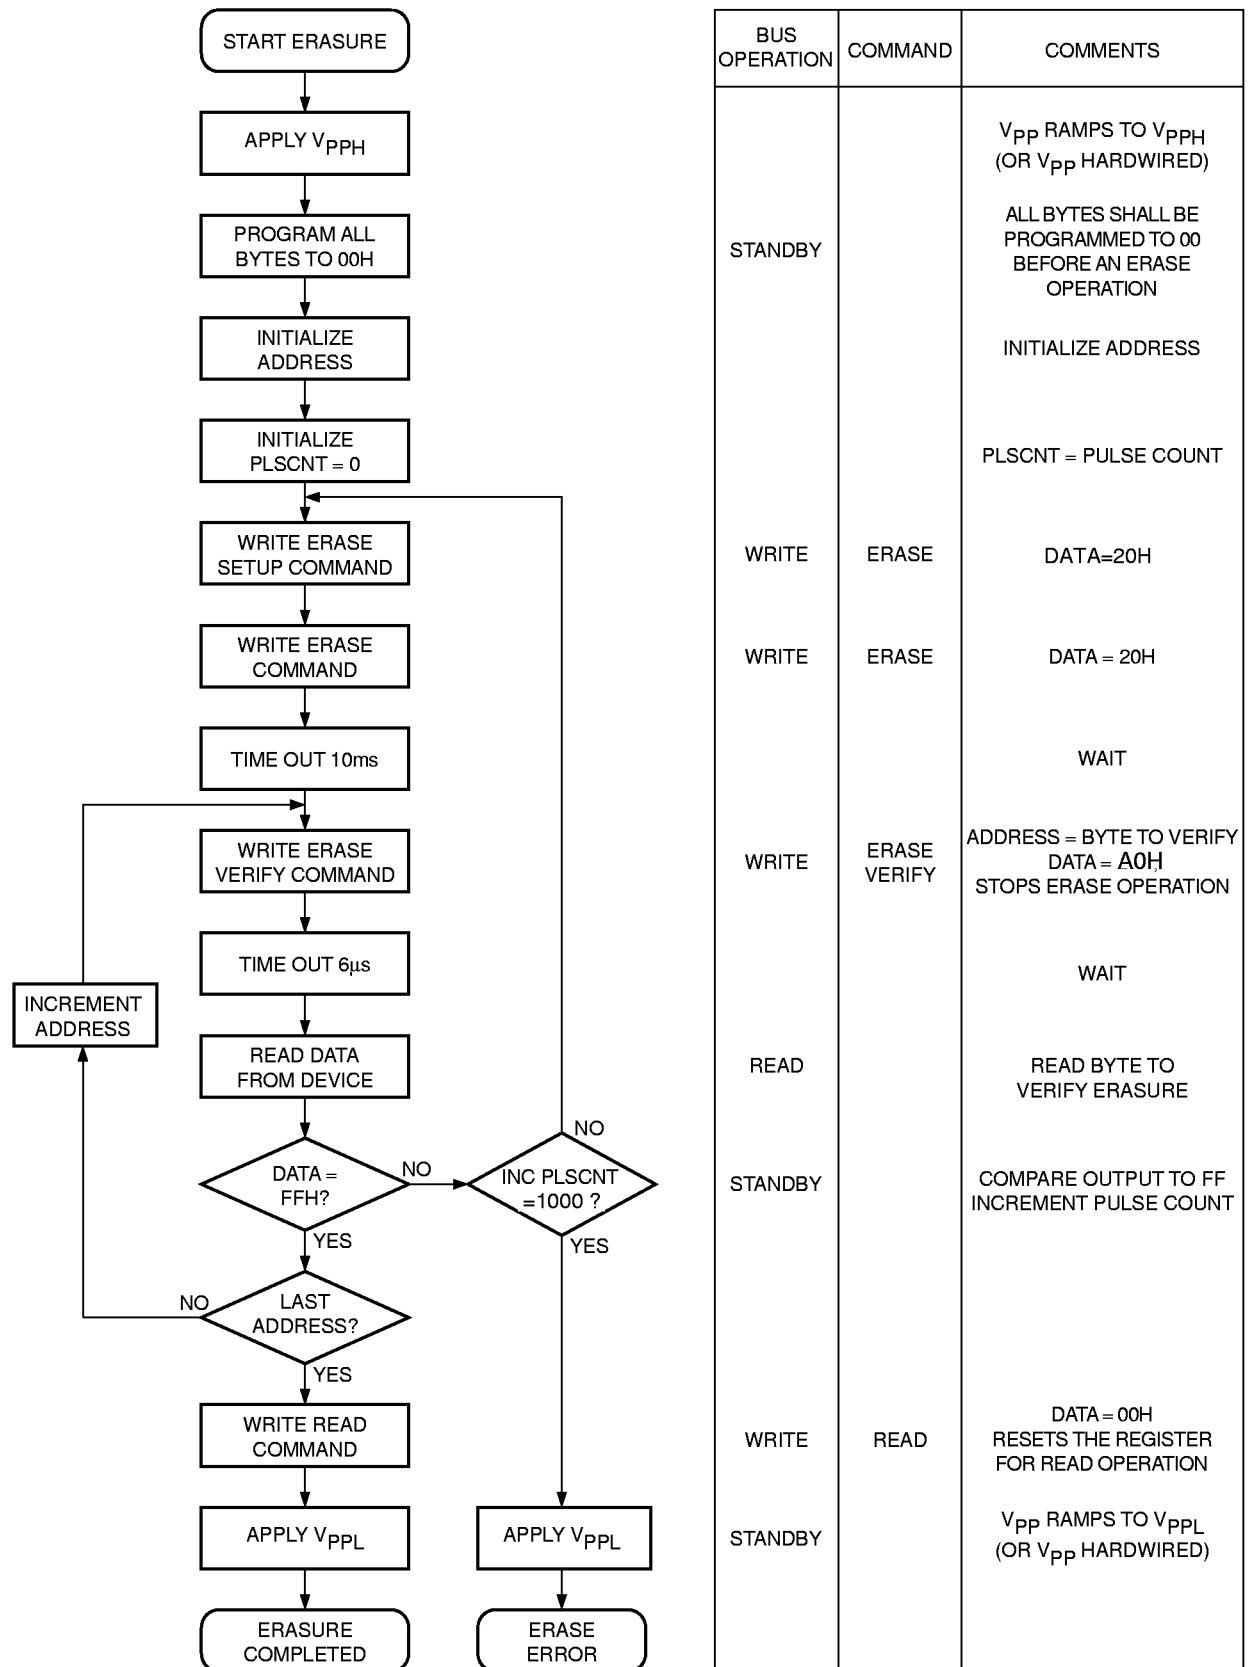 START ERASURE
APPLY VPPH
PROGRAM ALL
BYTES TO 00H
INITIALIZE
ADDRESS
INITIALIZE
PLSCNT = 0
WRITE ERASE
SETUP COMMAND
WRITE ERASE
COMMAND
TIME OUT 10ms
WRITE ERASE
VERIFY COMMAND
TIME OUT 6μs
INCREMENT
ADDRESS
READ DATA
FROM DEVICE
DATA =
FFH?
NO
INC PLSCNT
=1000 ?
NO
YES
YES
LAST
ADDRESS?
NO
YES
WRITE READ
COMMAND
APPLY VPPL
APPLY VPPL
ERASURE
COMPLETED
ERASE
ERROR
BUS
OPERATION
COMMAND
COMMENTS
VPP RAMPS TO VPPH
(OR VPP HARDWIRED)
STANDBY
ALL BYTES SHALL BE
PROGRAMMED TO 00
BEFORE AN ERASE
OPERATION
INITIALIZE ADDRESS
PLSCNT = PULSE COUNT
WRITE
ERASE
DATA=20H
WRITE
ERASE
DATA = 20H
WAIT
WRITE
ERASE
VERIFY
ADDRESS = BYTE TO VERIFY
DATA = A0H
STOPS ERASE OPERATION
WAIT
READ
READ BYTE TO
VERIFY ERASURE
STANDBY
COMPARE OUTPUT TO FF
INCREMENT PULSE COUNT
WRITE
READ
DATA = 00H
RESETS THE REGISTER
FOR READ OPERATION
STANDBY
VPP RAMPS TO VPPL
(OR VPP HARDWIRED)